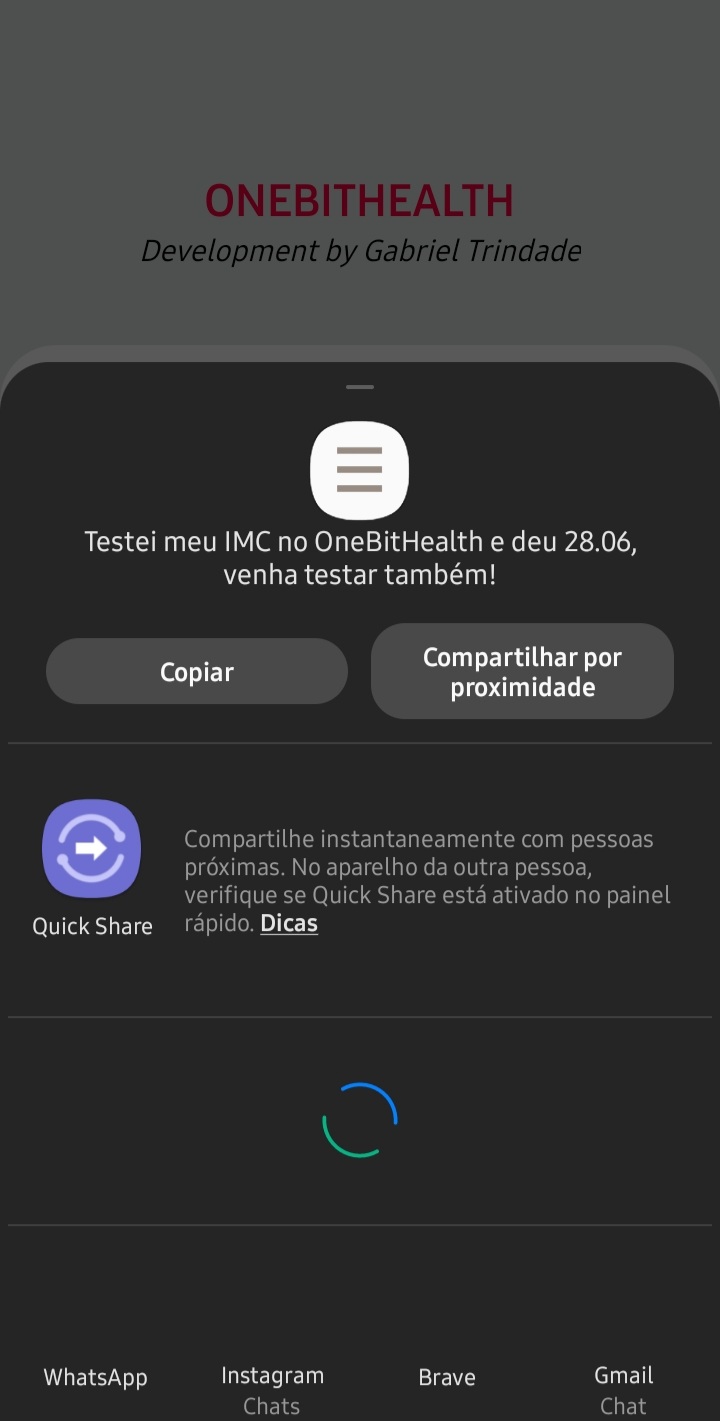 ONEBITHEALTH
Development by Gabriel Trindade
Testei meu IMC no OneBitHealth e deu 28.06,
venha testar também!
Copiar
Compartilhar por
proximidade
Quick Share
Compartilhe instantaneamente com pessoas
próximas. No aparelho da outra pessoa,
verifique se Quick Share está ativado no painel
rápido. Dicas
WhatsApp
Instagram
Chats
Brave
Gmail
Chat